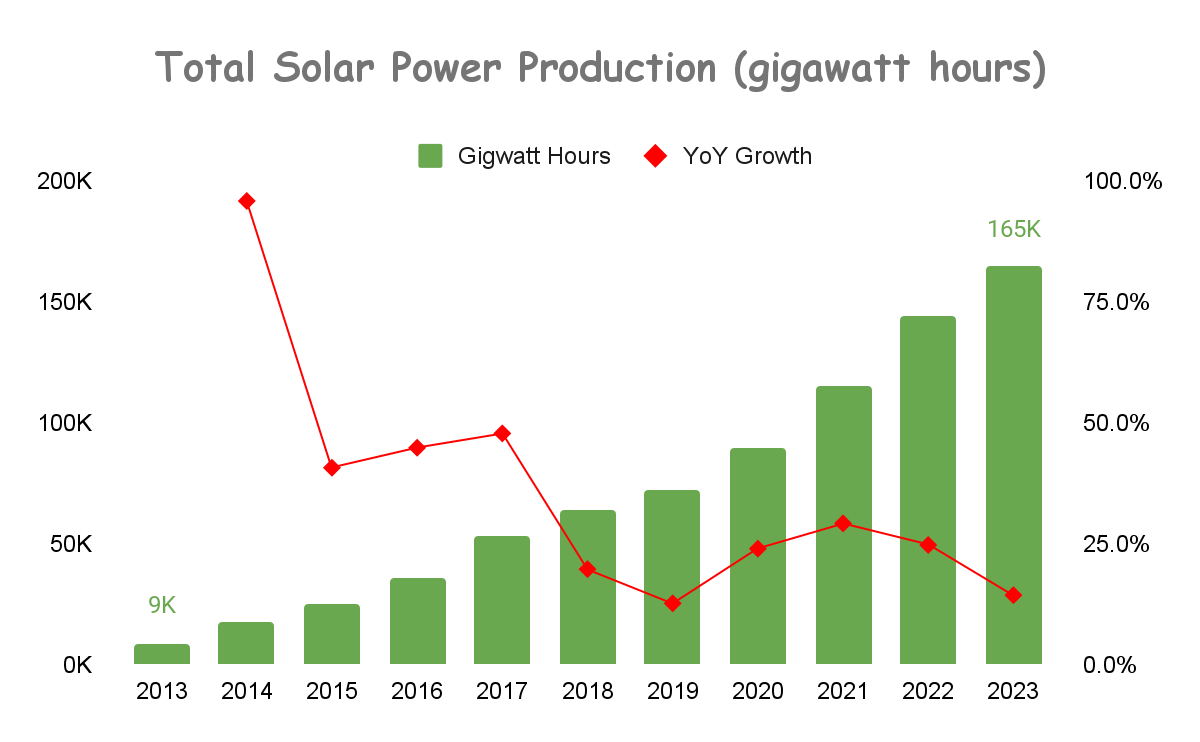 Total Solar Power Production (gigawatt hours)
Gigwatt Hours YoY Growth
200K 100.0%
165K
150K 75.0%
100K 50.0%
50K 25.0%
9K
0K 0.0%
2013 2014 2015 2016 2017 2018 2019 2020 2021 2022 2023